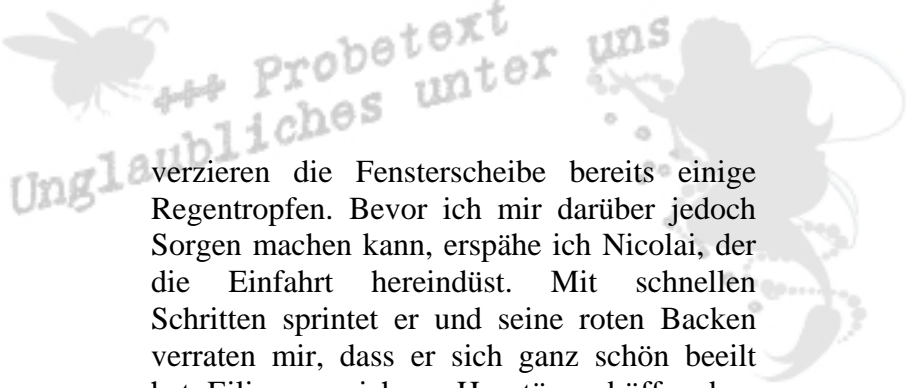 +++ Probetext
Unglaubliches unter uns
verzieren die Fensterscheibe bereits einige
Regentropfen. Bevor ich mir darüber jedoch
Sorgen machen kann, erspähe ich Nicolai, der
die Einfahrt hereindüst. Mit schnellen
Schritten sprintet er und seine roten Backen
verraten mir, dass er sich ganz schön beeilt